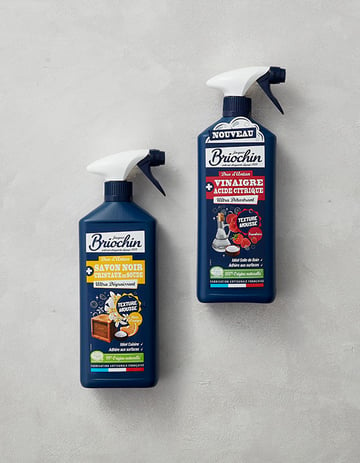 NOUVEAU
Jacques
Briochin
Duo d'Action
+ VINAIGRE
ACIDE CITRIQUE
Ultra Détartrant
TEXTURE
MOUSSE
Framboise
Idéal Salle de Bain ✓
Adhère aux surfaces ✓
d'Origine naturelle
FABRICATION ARTISANALE FRANÇAISE
Jacques
Briochin
Duo d'Action
+ SAVON NOIR
CRISTAUX DE SOUDE
Ultra Dégraissant
TEXTURE
MOUSSE
Idéal Cuisine ✓
Adhère aux surfaces ✓
d'Origine naturelle
FABRICATION ARTISANALE FRANÇAISE